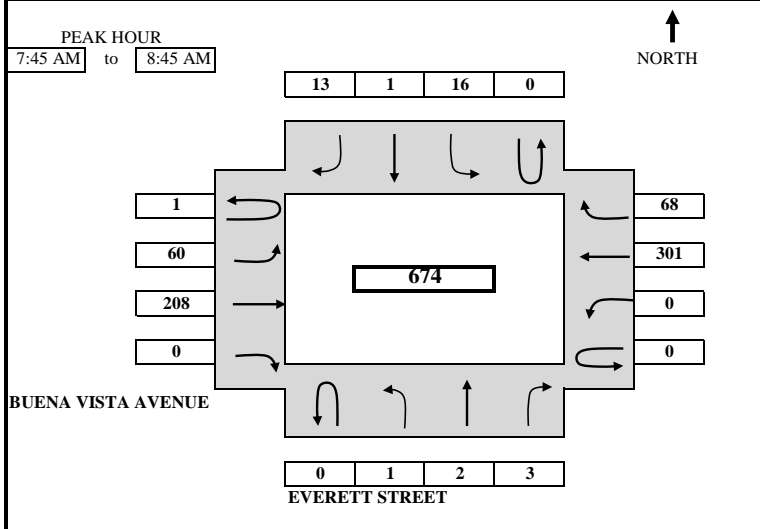 PEAK HOUR
7:45 AM to 8:45 AM
NORTH
13 1 16 0
1 68
60 301
674
208 0
0 0
BUENA VISTA AVENUE
0 1 2 3
EVERETT STREET